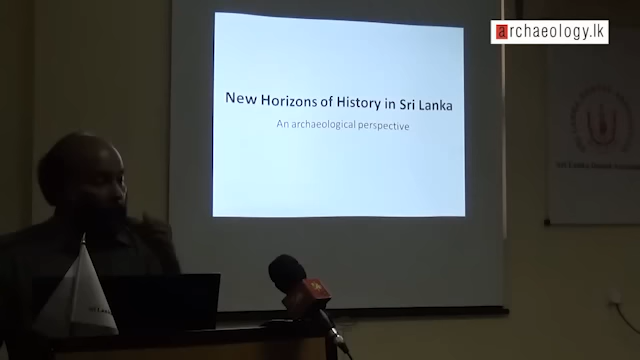 archaeology.lk
New Horizons of History in Sri Lanka
An archaeological perspective